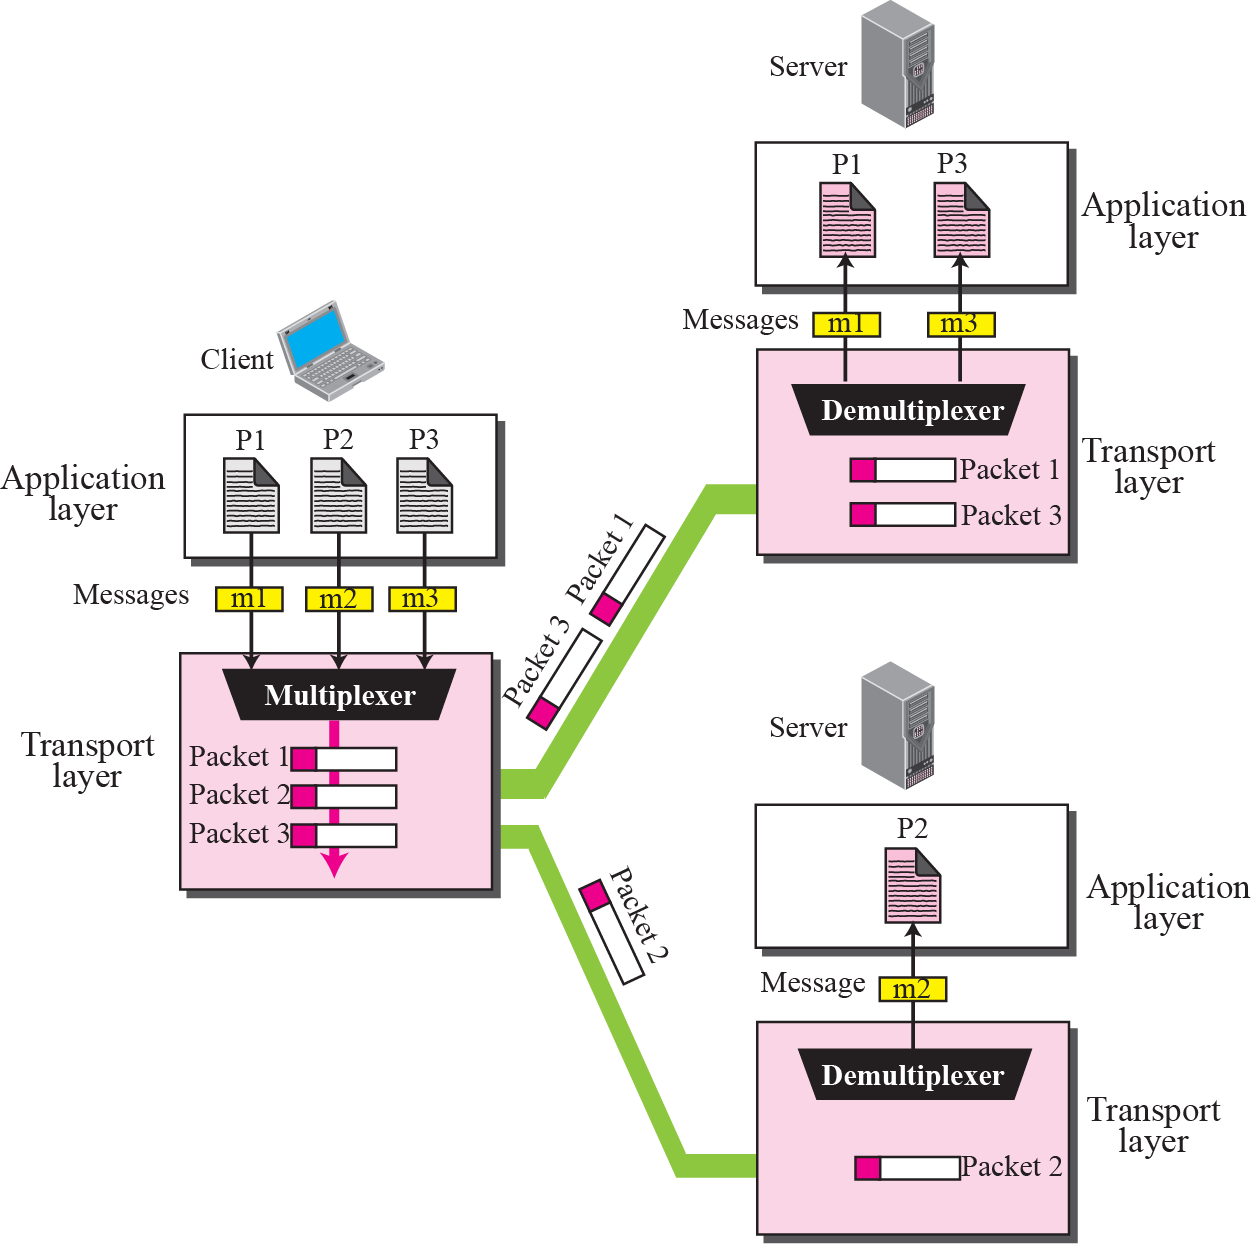 Server
P1 P3
Application
layer
Messages m1 m3
Demultiplexer
Packet 1
Packet 3
Transport
layer
Client
P1 P2 P3
Application
layer
Messages m1 m2 m3
Multiplexer
Packet 1
Packet 2
Packet 3
Transport
layer
Packet 1
Packet 3
Packet 2
Server
P2
Application
layer
Message m2
Demultiplexer
Packet 2
Transport
layer